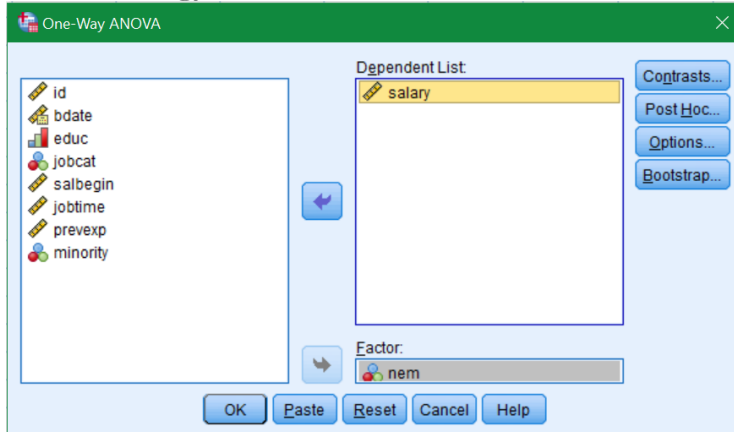 One-Way ANOVA
id
bdate
educ
jobcat
salbegin
jobtime
prevexp
minority
Dependent List:
salary
Factor:
nem
Contrasts...
Post Hoc...
Options...
Bootstrap...
OK Paste Reset Cancel Help